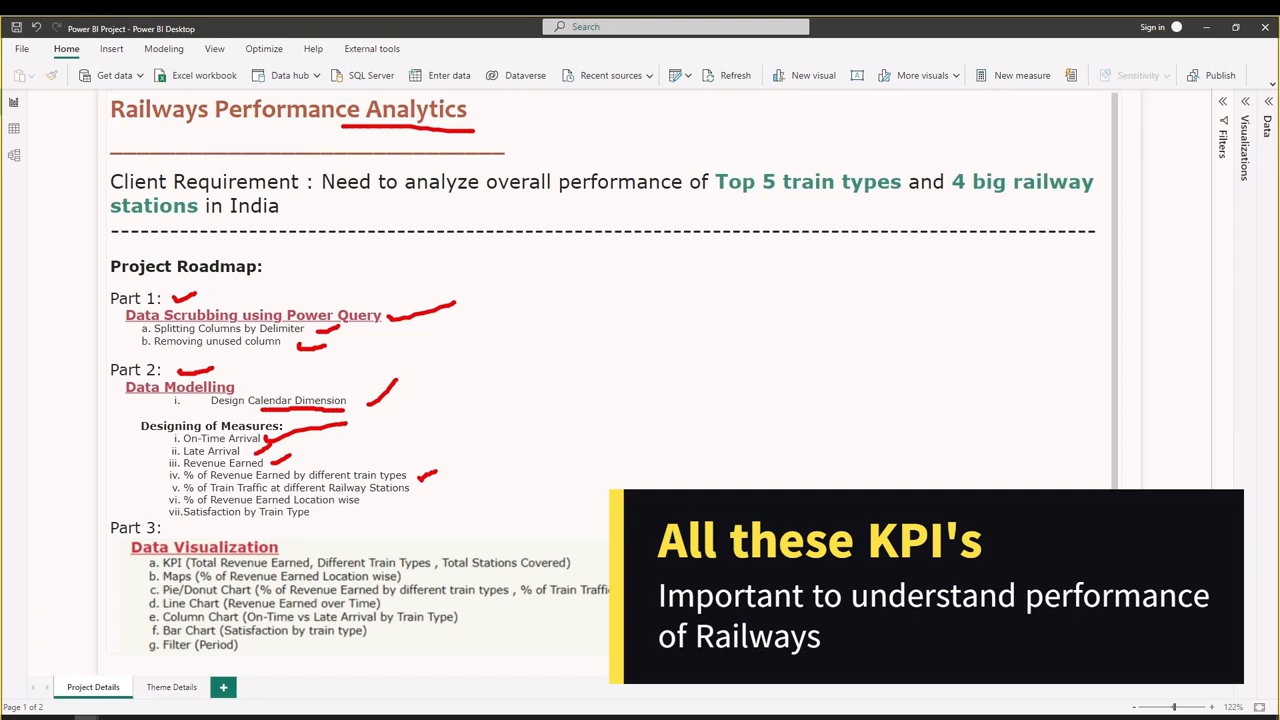 Power BI Project - Power BI Desktop
Search
Sign in
File Home Insert Modeling View Optimize Help External tools
Get data Excel workbook Data hub SQL Server Enter data Dataverse Recent sources Refresh New visual More visuals New measure Sensitivity Publish
Railways Performance Analytics
Client Requirement : Need to analyze overall performance of Top 5 train types and 4 big railway
stations in India
Project Roadmap:
Part 1:
Data Scrubbing using Power Query
a. Splitting Columns by Delimiter
b. Removing unused column
Part 2:
Data Modelling
i. Design Calendar Dimension
Designing of Measures:
i. On-Time Arrival
ii. Late Arrival
iii. Revenue Earned
iv. % of Revenue Earned by different train types
v. % of Train Traffic at different Railway Stations
vi. % of Revenue Earned Location wise
vii.Satisfaction by Train Type
Part 3:
Data Visualization
a. KPI (Total Revenue Earned, Different Train Types , Total Stations Covered)
b. Maps (% of Revenue Earned Location wise)
c. Pie/Donut Chart (% of Revenue Earned by different train types , % of Train Traffi
d. Line Chart (Revenue Earned over Time)
e. Column Chart (On-Time vs Late Arrival by Train Type)
f. Bar Chart (Satisfaction by train type)
g. Filter (Period)
All these KPI's
Important to understand performance
of Railways
Filters
Visualizations
Data
Project Details Theme Details
Page 1 of 2
122%